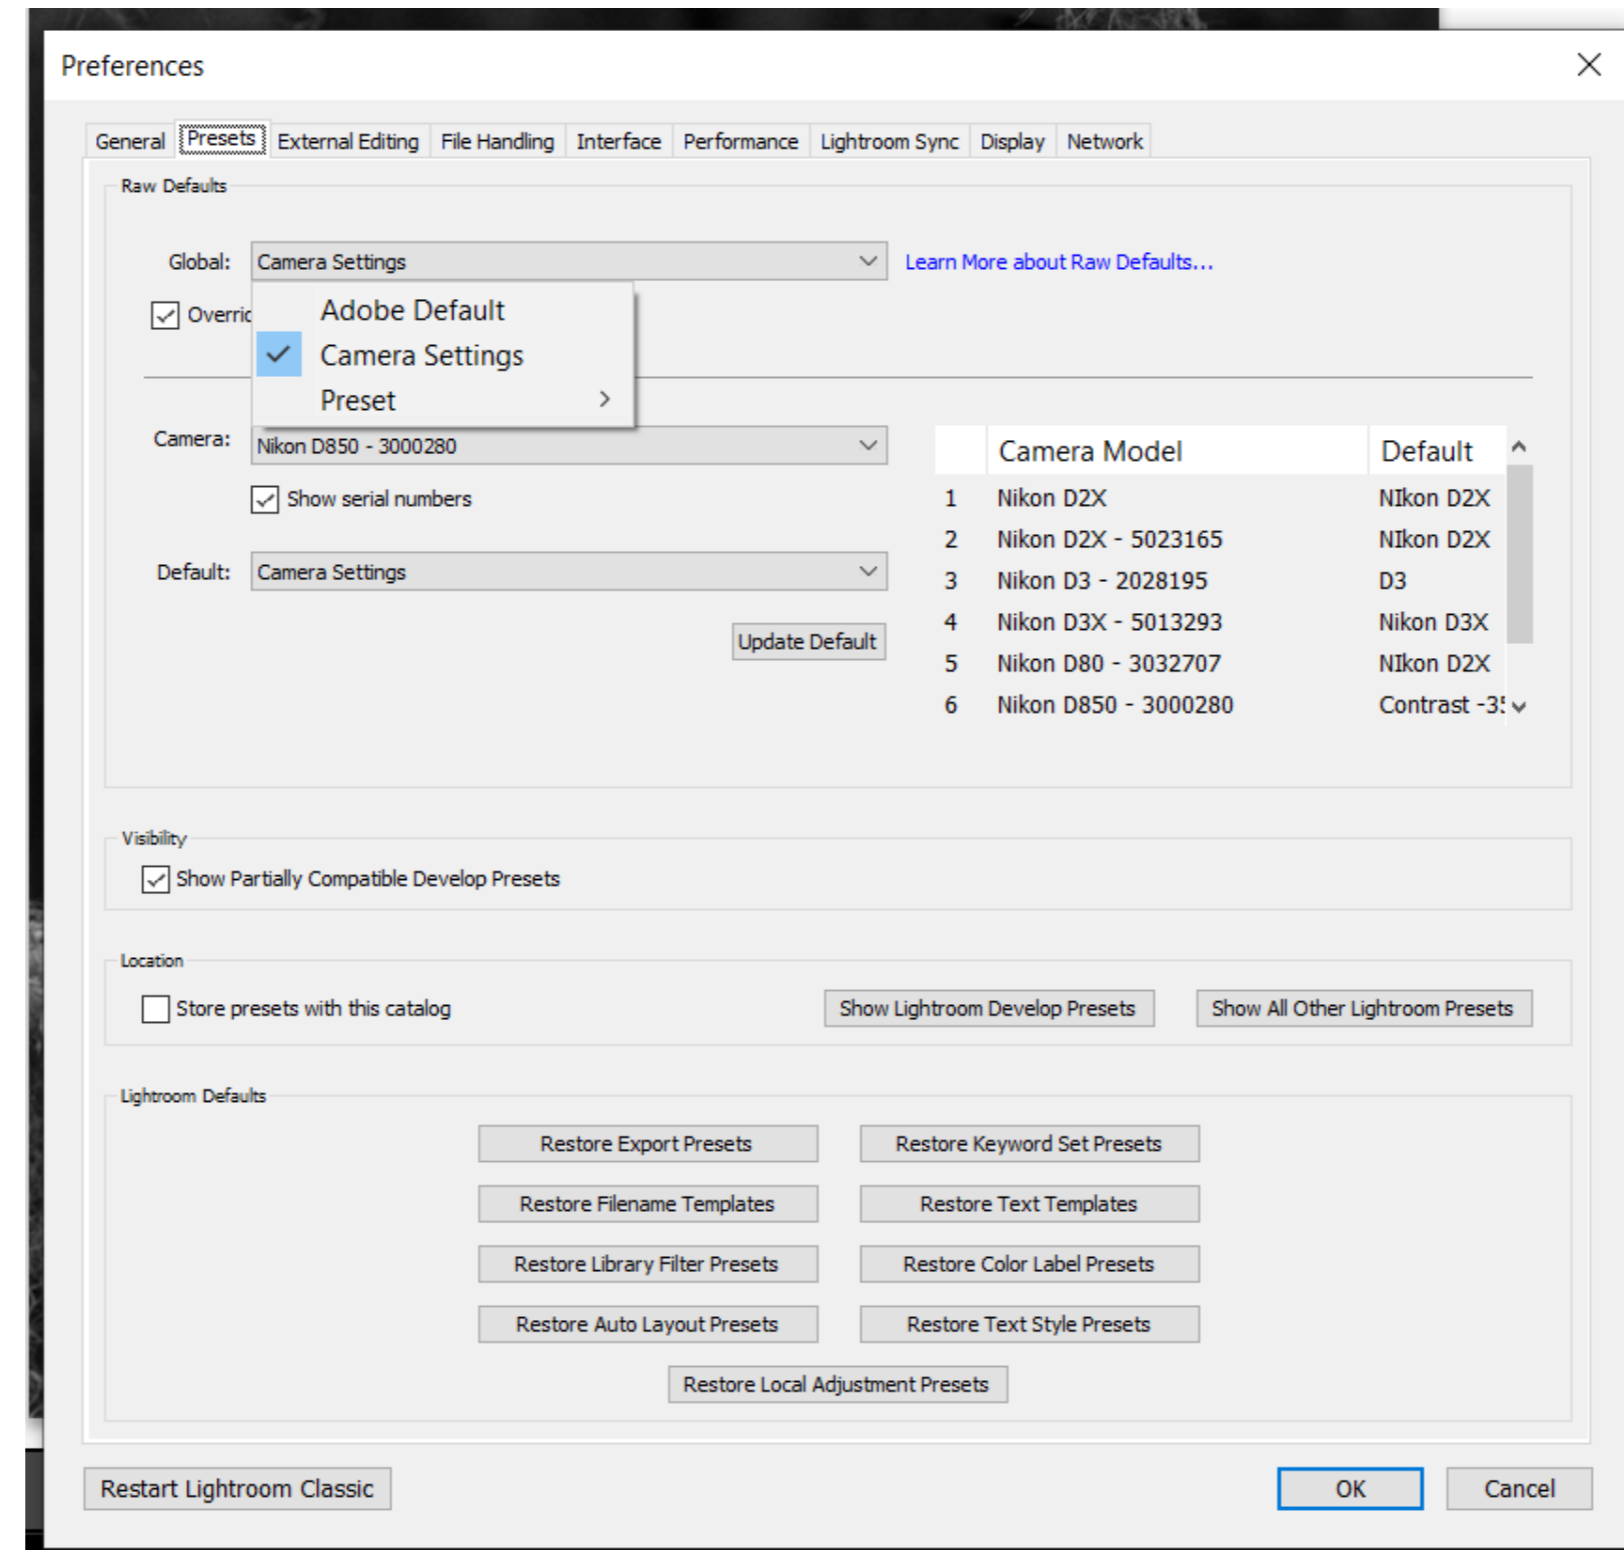 Preferences
General Presets External Editing File Handling Interface Performance Lightroom Sync Display Network
Raw Defaults
Global: Camera Settings Learn More about Raw Defaults...
Adobe Default
Camera Settings
Preset
Camera: Nikon D850 - 3000280
Show serial numbers
Default: Camera Settings
Update Default
Camera Model Default
1 Nikon D2X NIkon D2X
2 Nikon D2X - 5023165 NIkon D2X
3 Nikon D3 - 2028195 D3
4 Nikon D3X - 5013293 Nikon D3X
5 Nikon D80 - 3032707 NIkon D2X
6 Nikon D850 - 3000280 Contrast
Visibility
Show Partially Compatible Develop Presets
Location
Store presets with this catalog Show Lightroom Develop Presets Show All Other Lightroom Presets
Lightroom Defaults
Restore Export Presets Restore Keyword Set Presets
Restore Filename Templates Restore Text Templates
Restore Library Filter Presets Restore Color Label Presets
Restore Auto Layout Presets Restore Text Style Presets
Restore Local Adjustment Presets
Restart Lightroom Classic OK Cancel